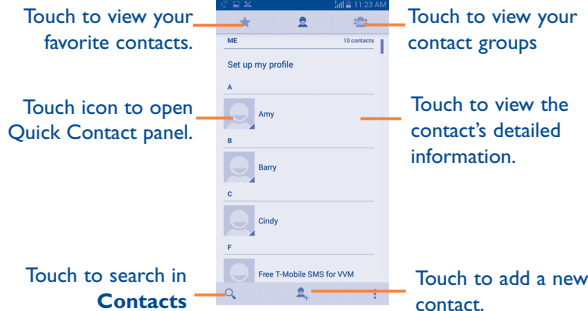 Touch to view your
favorite contacts.
11:23 AM
Touch to view your
contact groups
ME 10 contacts
Set up my profile
A
Touch icon to open
Quick Contact panel.
Amy
Touch to view the
contact’s detailed
information.
B
Barry
C
Cindy
F
Free T-Mobile SMS for VVM
Touch to search in
Contacts
Touch to add a new
contact.